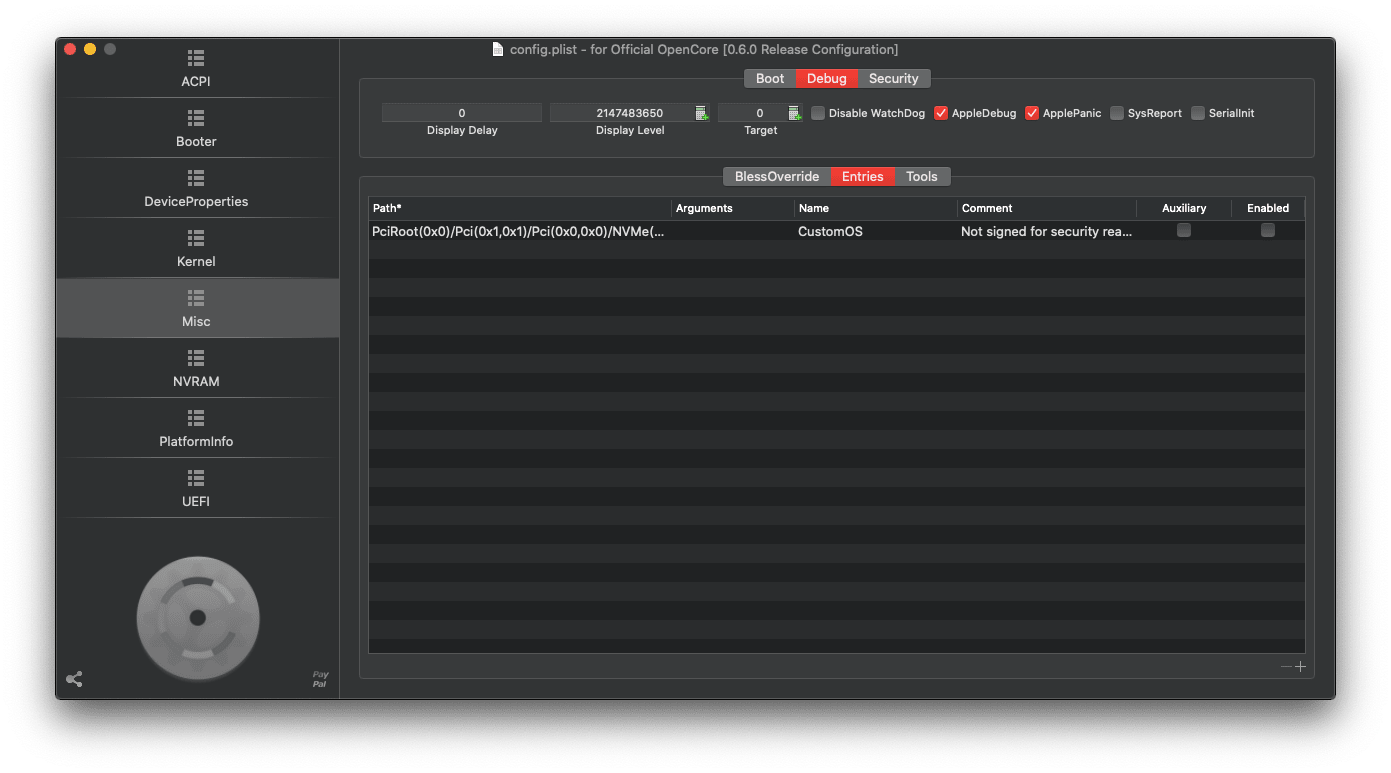 config.plist - for Official OpenCore [0.6.0 Release Configuration]
ACPI
Booter
DeviceProperties
Kernel
Misc
NVRAM
PlatformInfo
UEFI
Pay
Pal
Boot Debug Security
0 2147483650 0 Disable WatchDog AppleDebug ApplePanic SysReport SerialInit
Display Delay Display Level Target
BlessOverride Entries Tools
Path* Arguments Name Comment Auxiliary Enabled
PciRoot(0x0)/Pci(0x1,0x1)/Pci(0x0,0x0)/NVMe(... CustomOS Not signed for security rea...